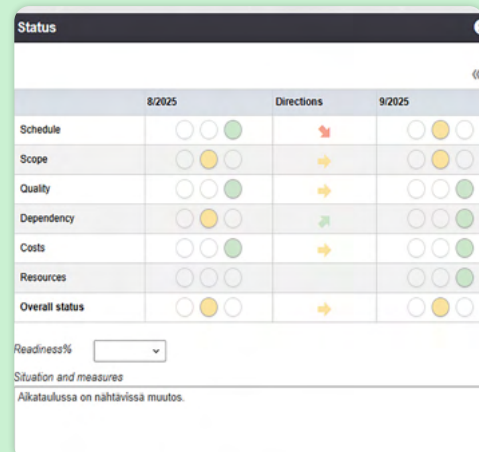 Status
8/2025 Directions 9/2025
Schedule
Scope
Quality
Dependency
Costs
Resources
Overall status
Readiness%
Situation and measures
Aikataulussa on nähtävissä muutos.